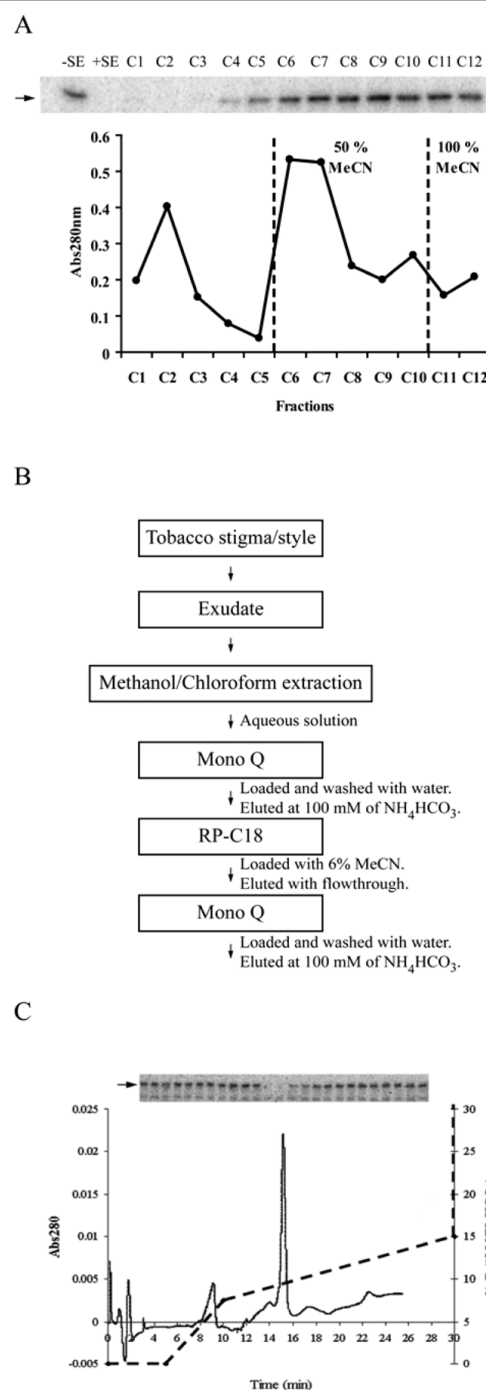 A
-SE +SE C1 C2 C3 C4 C5 C6 C7 C8 C9 C10 C11 C12
50 % MeCN
100 % MeCN
Abs280nm
0.6
0.5
0.4
0.3
0.2
0.1
0
C1 C2 C3 C4 C5 C6 C7 C8 C9 C10 C11 C12
Fractions
B
Tobacco stigma/style
Exudate
Methanol/Chloroform extraction
Aqueous solution
Mono Q
Loaded and washed with water.
Eluted at 100 mM of NH4HCO3.
RP-C18
Loaded with 6% MeCN.
Eluted with flowthrough.
Mono Q
Loaded and washed with water.
Eluted at 100 mM of NH4HCO3.
C
Abs280
0.025
0.02
0.015
0.01
0.005
0
-0.005
30
25
20
15
10
5
0
2 4 6 8 10 12 14 16 18 20 22 24 26 28 30
Time (min)